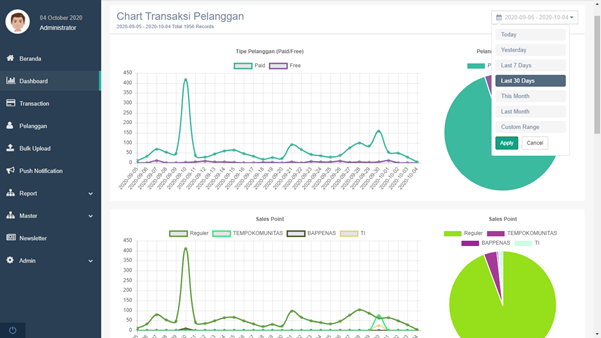 04 October 2020
Administrator
Beranda
Dashboard
Transaction
Pelanggan
Bulk Upload
Push Notification
Report
Master
Newsletter
Admin
Chart Transaksi Pelanggan
2020-09-05 - 2020-10-04 Total 1956 Records
2020-09-05 - 2020-10-04
Today
Yesterday
Last 7 Days
Last 30 Days
This Month
Last Month
Custom Range
Apply Cancel
Tipe Pelanggan (Paid/Free)
Paid Free
450
400
350
300
250
200
150
100
50
0
2020-09-05
2020-09-06
2020-09-07
2020-09-08
2020-09-09
2020-09-10
2020-09-11
2020-09-12
2020-09-13
2020-09-14
2020-09-15
2020-09-16
2020-09-17
2020-09-18
2020-09-19
2020-09-20
2020-09-21
2020-09-22
2020-09-23
2020-09-24
2020-09-25
2020-09-26
2020-09-27
2020-09-28
2020-09-29
2020-09-30
2020-10-01
2020-10-02
2020-10-03
2020-10-04
Sales Point
Reguler TEMPOKOMUNITAS BAPPENAS TI
450
400
350
300
250
200
150
100
50
0
Sales Point
Reguler TEMPOKOMUNITAS
BAPPENAS TI